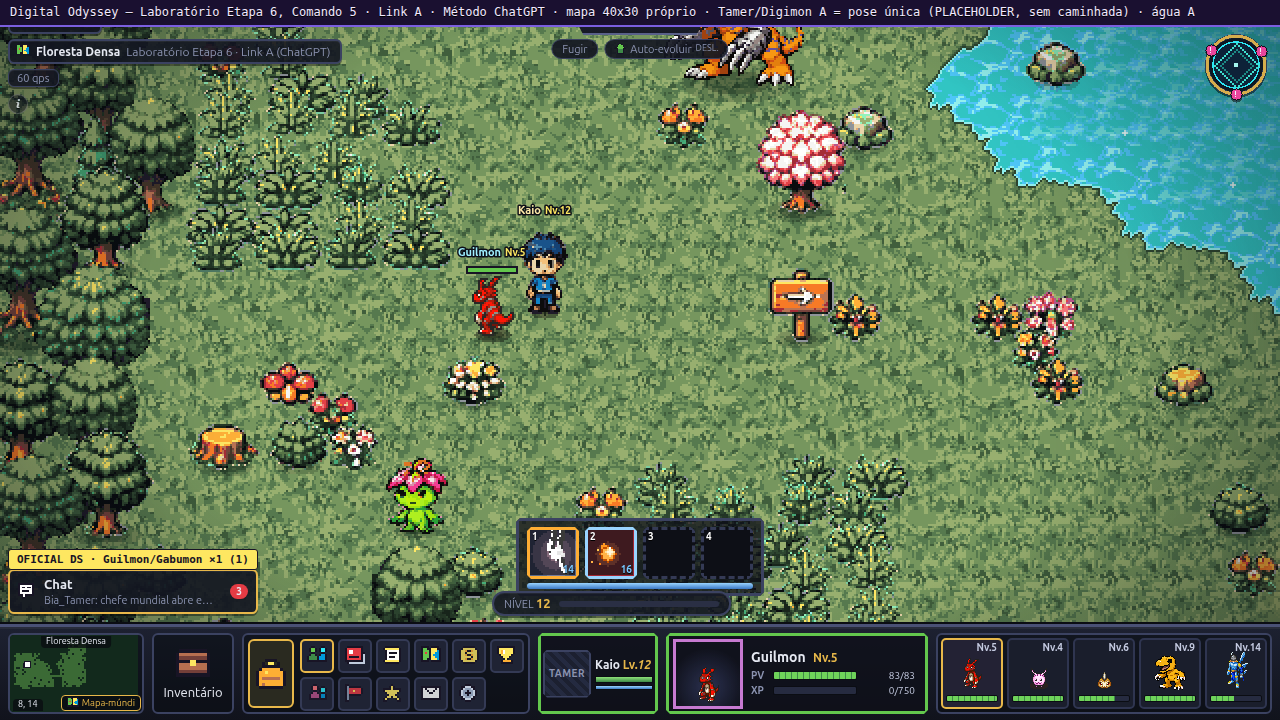 Digital Odyssey — Laboratório Etapa 6, Comando 5 · Link A · Método ChatGPT · mapa 40x30 próprio · Tamer/Digimon A = pose única (PLACEHOLDER, sem caminhada) · água A
Floresta Densa Laboratório Etapa 6 · Link A (ChatGPT)
Fugir
Auto-evoluir DESL.
60 qps
i
Kaio Nv.12
Guilmon Nv.5
OFICIAL DS · Guilmon/Gabumon ×1 (1)
Chat
Bia_Tamer: chefe mundial abre e…
3
1
14
2
16
3
4
NÍVEL 12
Floresta Densa
8, 14
Mapa-múndi
Inventário
TAMER
Kaio Lv.12
Guilmon Nv.5
PV 83/83
XP 0/750
Nv.5
Nv.4
Nv.6
Nv.9
Nv.14